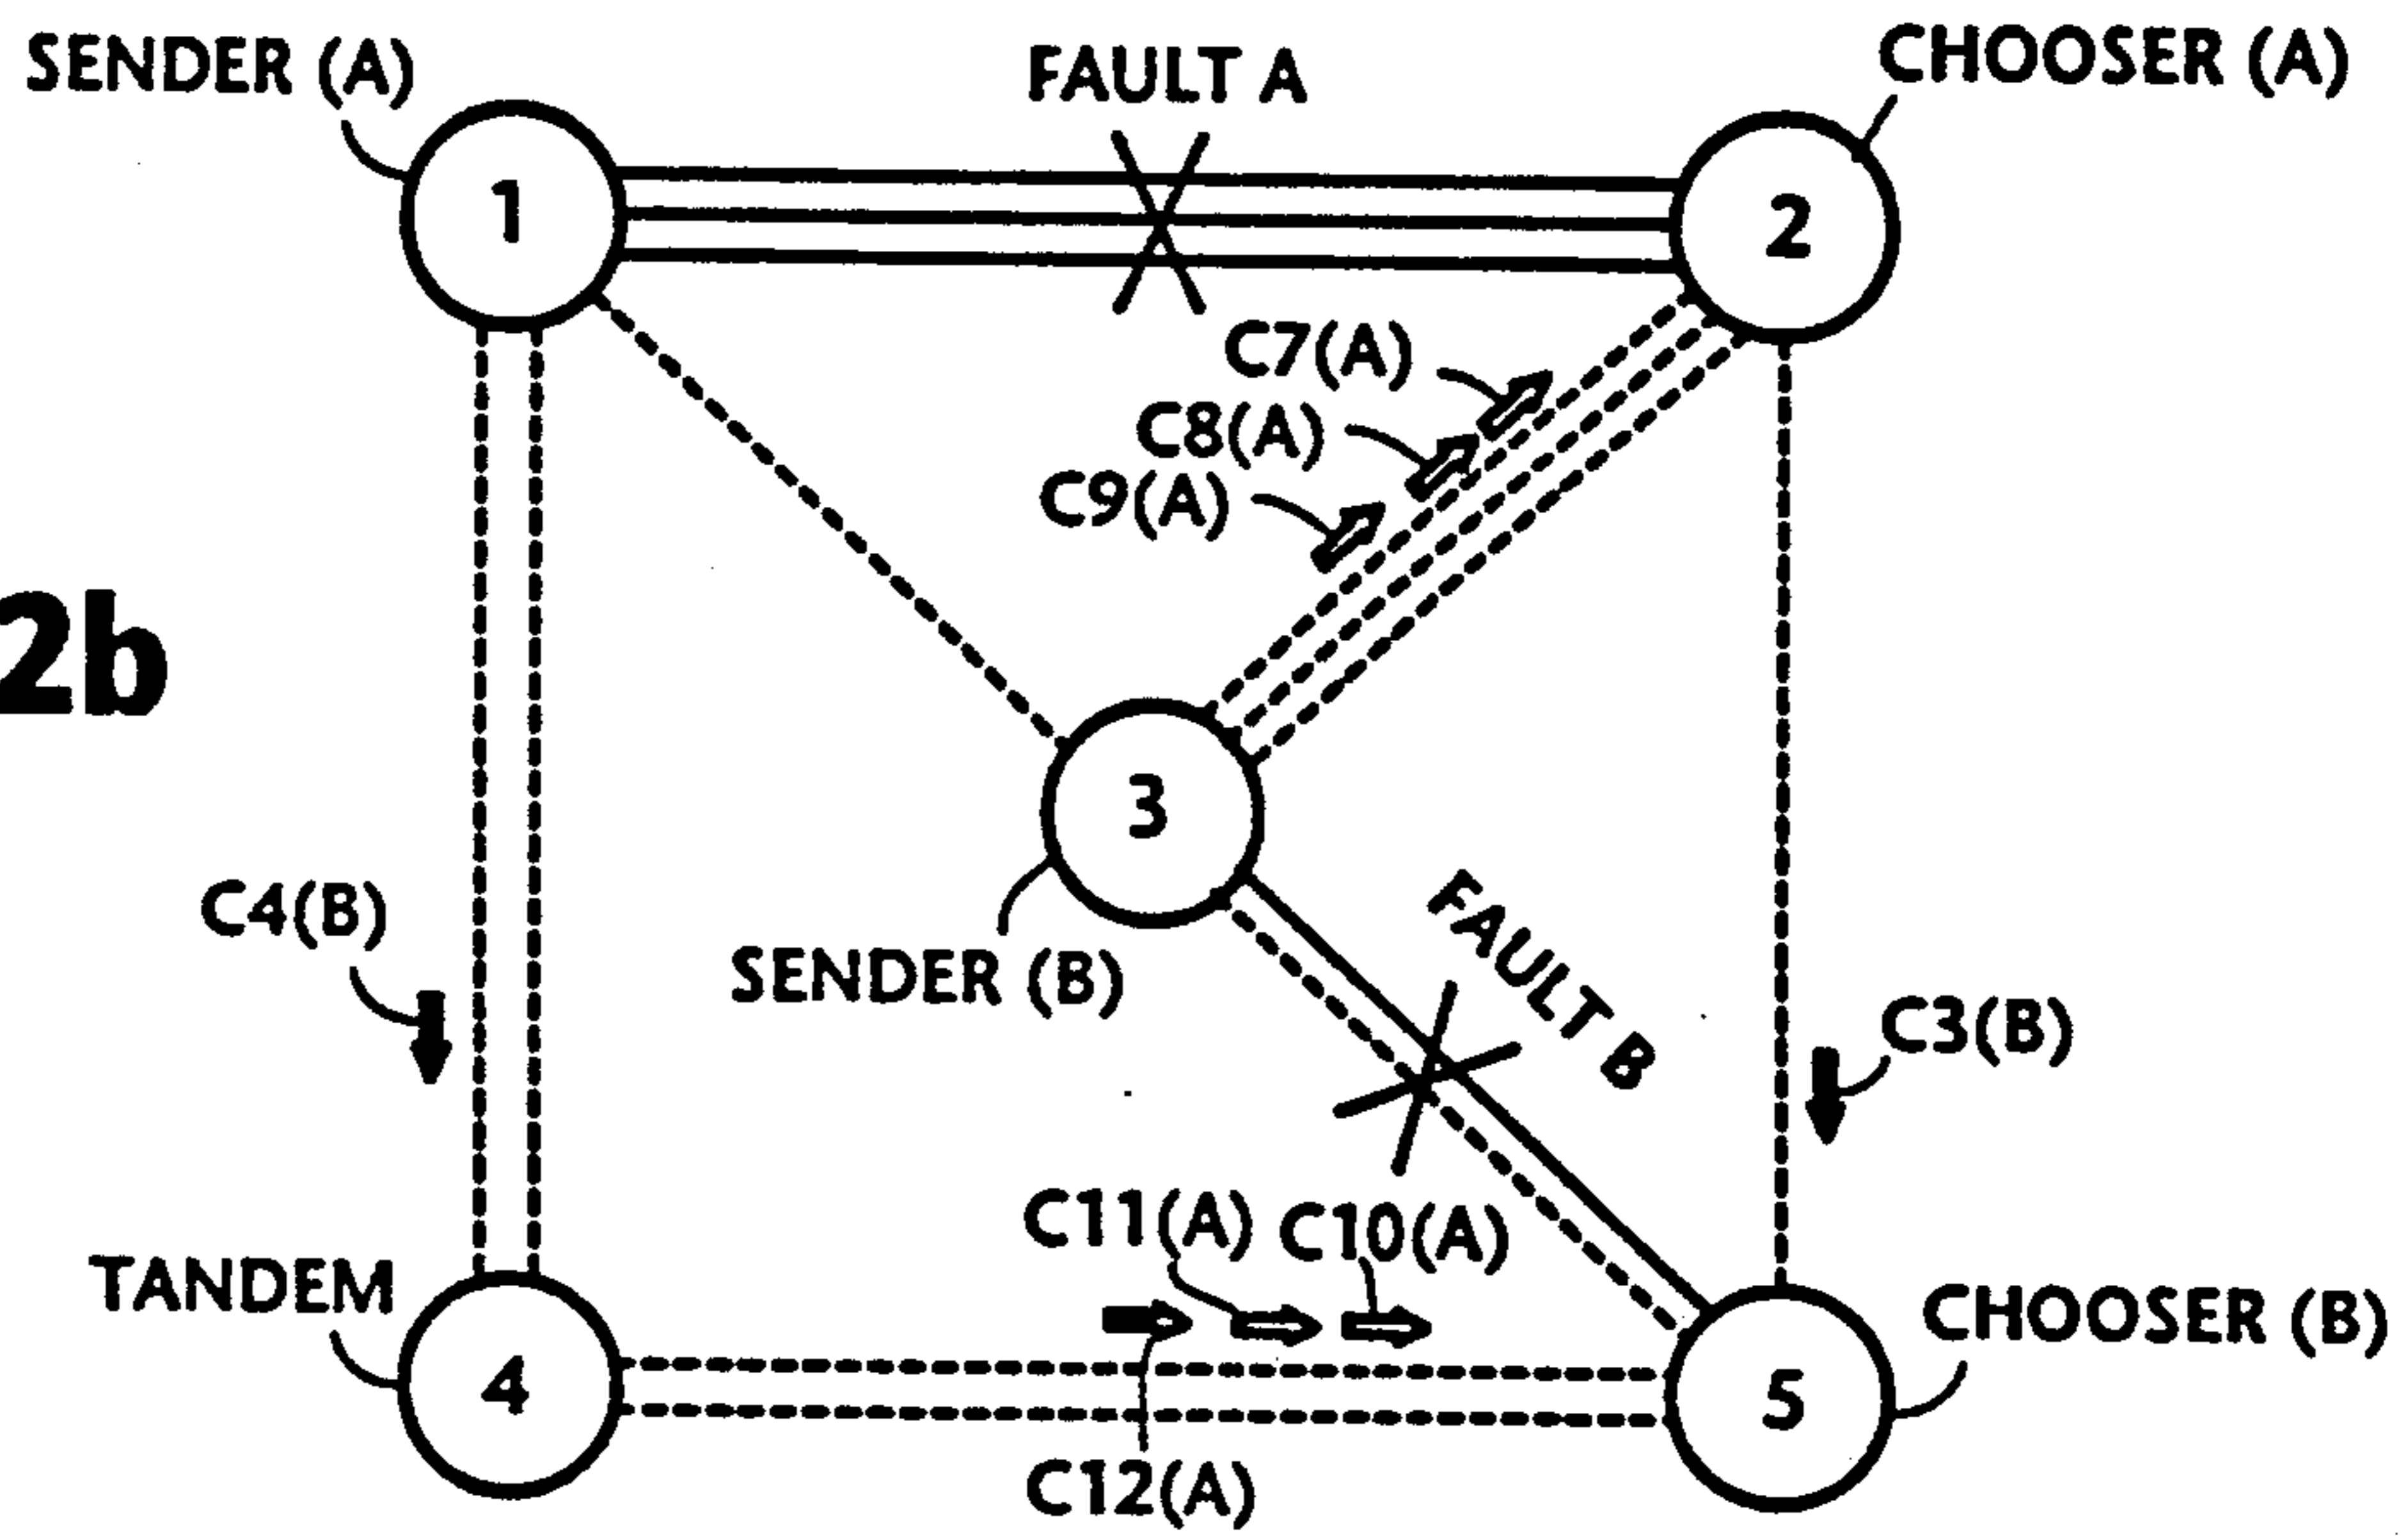 SENDER (A)
FAULT A
CHOOSER (A)
1
2
C7(A)
C8(A)
C9(A)
2b
3
C4(B)
SENDER (B)
FAULT B
C3(B)
C11(A)
C10(A)
TANDEM
CHOOSER (B)
4
5
C12(A)